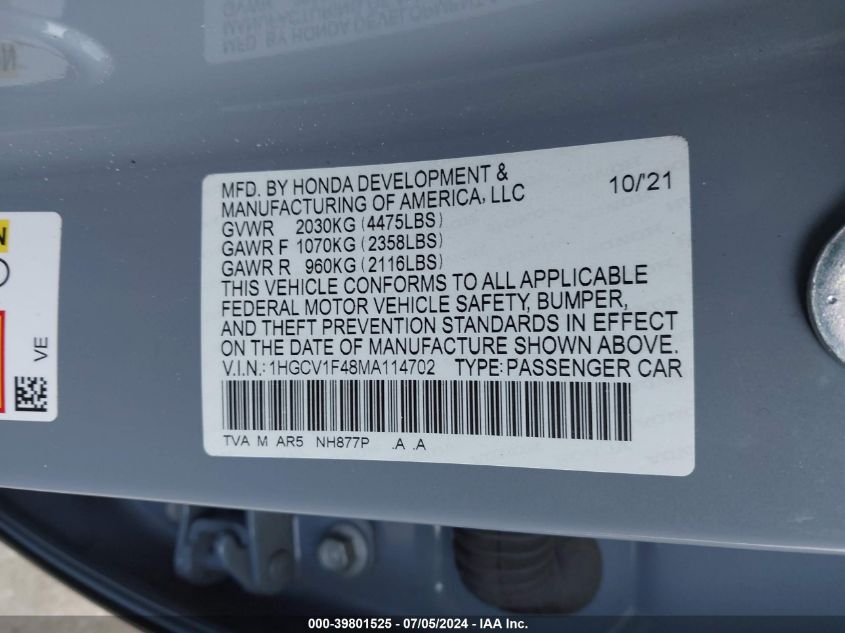 MFD. BY HONDA DEVELOPMENT &
MANUFACTURING OF AMERICA, LLC 10/'21
GVWR 2030KG (4475LBS)
GAWR F 1070KG (2358LBS)
GAWR R 960KG (2116LBS)
THIS VEHICLE CONFORMS TO ALL APPLICABLE
FEDERAL MOTOR VEHICLE SAFETY, BUMPER,
AND THEFT PREVENTION STANDARDS IN EFFECT
ON THE DATE OF MANUFACTURE SHOWN ABOVE.
V.I.N.: 1HGCV1F48MA114702 TYPE: PASSENGER CAR
TVA M AR5 NH877P .A .A
VE
000-39801525 - 07/05/2024 - IAA Inc.